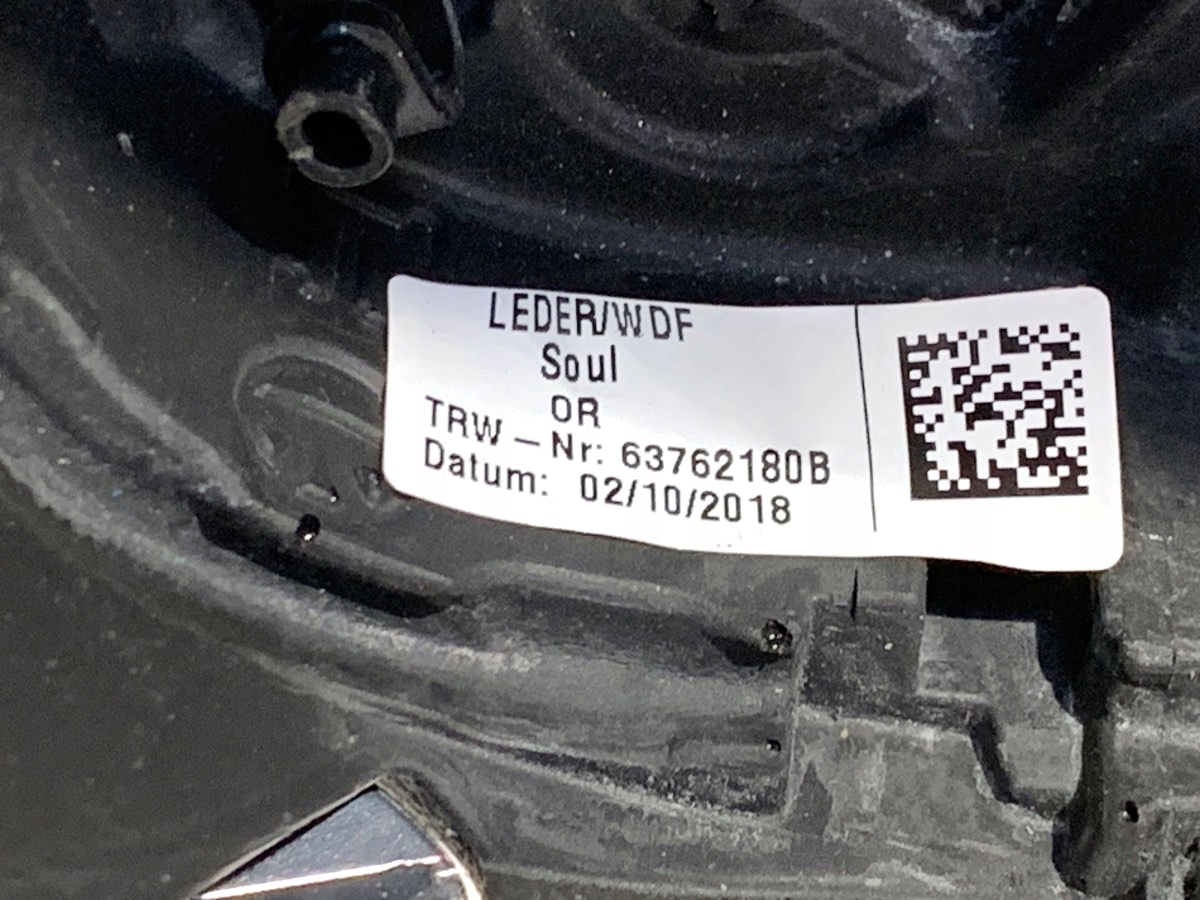 LEDER/WDF
Soul
OR
TRW – Nr: 63762180B
Datum: 02/10/2018